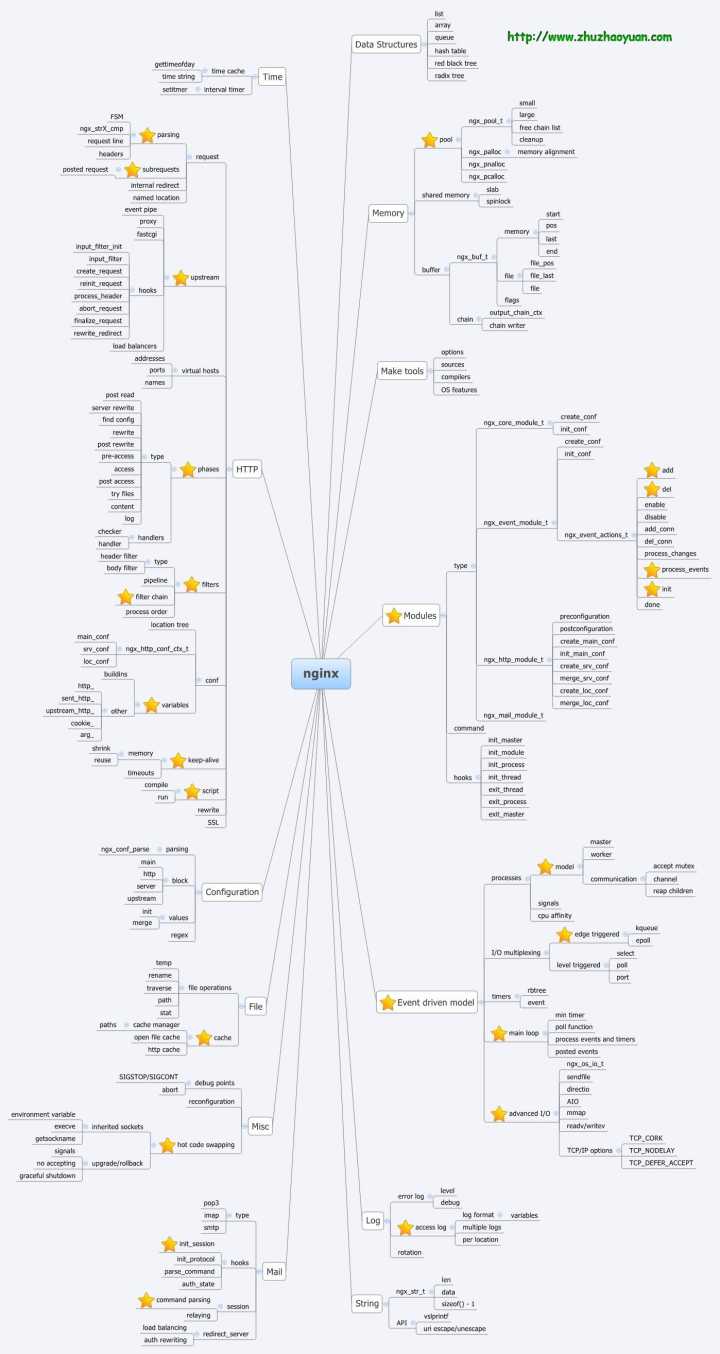 http://www.zhuzhaoyuan.com
nginx
Data Structures
list
array
queue
hash table
red black tree
radix tree
Memory
pool
ngx_pool_t
small
large
free chain list
cleanup
ngx_palloc
memory alignment
ngx_pnalloc
ngx_pcalloc
shared memory
slab
spinlock
buffer
ngx_buf_t
memory
start
pos
last
end
file
file_pos
file_last
file
flags
chain
output_chain_ctx
chain writer
Make tools
options
sources
compilers
OS features
Modules
type
ngx_core_module_t
create_conf
init_conf
ngx_event_module_t
create_conf
init_conf
ngx_event_actions_t
add
del
enable
disable
add_conn
del_conn
process_changes
process_events
init
done
ngx_http_module_t
preconfiguration
postconfiguration
create_main_conf
init_main_conf
create_srv_conf
merge_srv_conf
create_loc_conf
merge_loc_conf
ngx_mail_module_t
command
hooks
init_master
init_module
init_process
init_thread
exit_thread
exit_process
exit_master
Event driven model
processes
model
master
worker
communication
accept mutex
channel
reap children
signals
cpu affinity
I/O multiplexing
edge triggered
kqueue
epoll
level triggered
select
poll
port
timers
rbtree
event
main loop
min timer
poll function
process events and timers
posted events
advanced I/O
ngx_os_io_t
sendfile
directio
AIO
mmap
readv/writev
TCP/IP options
TCP_CORK
TCP_NODELAY
TCP_DEFER_ACCEPT
Log
error log
level
debug
access log
log format
variables
multiple logs
per location
rotation
String
ngx_str_t
len
data
sizeof() - 1
API
vslprintf
uri escape/unescape
Time
time cache
gettimeofday
time string
interval timer
setitmer
HTTP
request
parsing
FSM
ngx_strX_cmp
request line
headers
subrequests
posted request
internal redirect
named location
upstream
event pipe
proxy
fastcgi
hooks
input_filter_init
input_filter
create_request
reinit_request
process_header
abort_request
finalize_request
rewrite_redirect
load balancers
virtual hosts
addresses
ports
names
phases
type
post read
server rewrite
find config
rewrite
post rewrite
pre-access
access
post access
try files
content
log
handlers
checker
handler
filters
type
header filter
body filter
pipeline
filter chain
process order
conf
location tree
ngx_http_conf_ctx_t
main_conf
srv_conf
loc_conf
variables
buildins
other
http_
sent_http_
upstream_http_
cookie_
arg_
keep-alive
memory
shrink
reuse
timeouts
script
compile
run
rewrite
SSL
Configuration
parsing
ngx_conf_parse
block
main
http
server
upstream
values
init
merge
regex
File
file operations
temp
rename
traverse
path
stat
cache
cache manager
paths
open file cache
http cache
Misc
debug points
SIGSTOP/SIGCONT
abort
reconfiguration
hot code swapping
inherited sockets
environment variable
execve
getsockname
upgrade/rollback
signals
no accepting
graceful shutdown
Mail
type
pop3
imap
smtp
hooks
init_session
init_protocol
parse_command
auth_state
session
command parsing
relaying
redirect_server
load balancing
auth rewriting